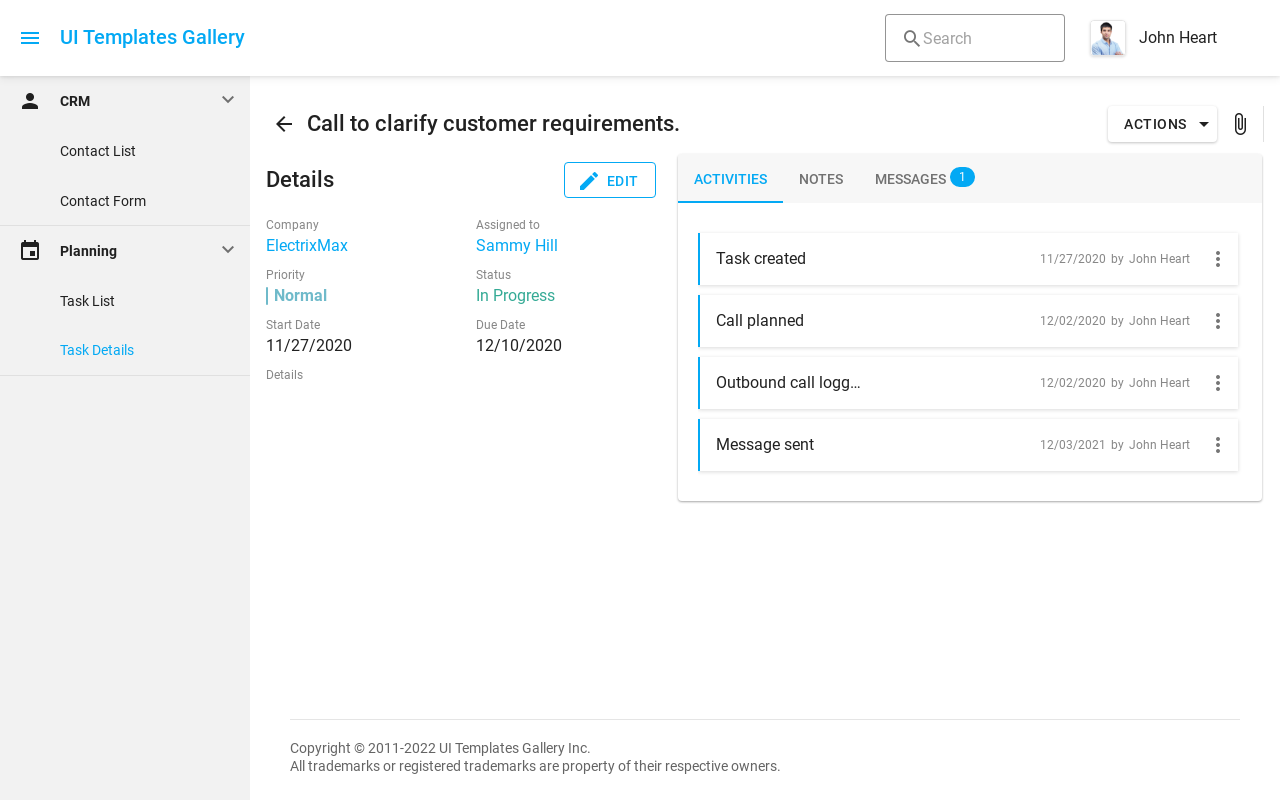 UI Templates Gallery
Search
John Heart
CRM
Contact List
Contact Form
Planning
Task List
Task Details
Call to clarify customer requirements.
ACTIONS
Details
EDIT
Company
Assigned to
ElectrixMax
Sammy Hill
Priority
Status
Normal
In Progress
Start Date
Due Date
11/27/2020
12/10/2020
Details
ACTIVITIES
NOTES
MESSAGES 1
Task created 11/27/2020 by John Heart
Call planned 12/02/2020 by John Heart
Outbound call logg… 12/02/2020 by John Heart
Message sent 12/03/2021 by John Heart
Copyright © 2011-2022 UI Templates Gallery Inc.
All trademarks or registered trademarks are property of their respective owners.